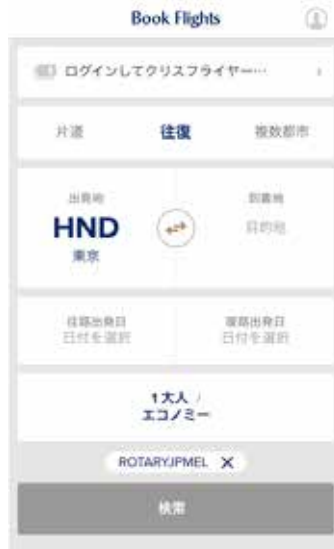 Book Flights
ログインしてクリスフライヤー…
片道 往復 複数都市
出発地 到着地
HND 目的地
東京
往路出発日 復路出発日
日付を選択 日付を選択
1大人 /
エコノミー
ROTARYJPMEL ×
検索